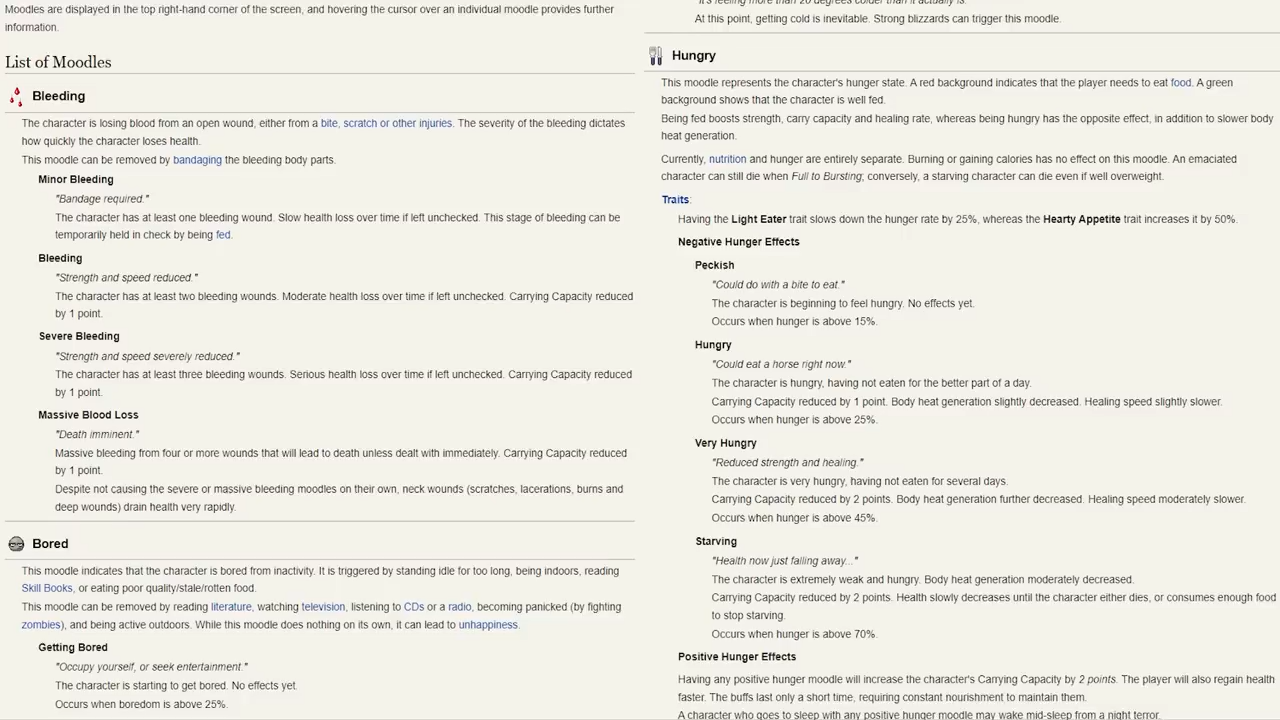 Moodles are displayed in the top right-hand corner of the screen, and hovering the cursor over an individual moodle provides further
information.
List of Moodles
Bleeding
The character is losing blood from an open wound, either from a bite, scratch or other injuries. The severity of the bleeding dictates
how quickly the character loses health.
This moodle can be removed by bandaging the bleeding body parts.
Minor Bleeding
"Bandage required."
The character has at least one bleeding wound. Slow health loss over time if left unchecked. This stage of bleeding can be
temporarily held in check by being fed.
Bleeding
"Strength and speed reduced."
The character has at least two bleeding wounds. Moderate health loss over time if left unchecked. Carrying Capacity reduced
by 1 point.
Severe Bleeding
"Strength and speed severely reduced."
The character has at least three bleeding wounds. Serious health loss over time if left unchecked. Carrying Capacity reduced
by 1 point.
Massive Blood Loss
"Death imminent."
Massive bleeding from four or more wounds that will lead to death unless dealt with immediately. Carrying Capacity reduced
by 1 point.
Despite not causing the severe or massive bleeding moodles on their own, neck wounds (scratches, lacerations, burns and
deep wounds) drain health very rapidly.
Bored
This moodle indicates that the character is bored from inactivity. It is triggered by standing idle for too long, being indoors, reading
Skill Books, or eating poor quality/stale/rotten food.
This moodle can be removed by reading literature, watching television, listening to CDs or a radio, becoming panicked (by fighting
zombies), and being active outdoors. While this moodle does nothing on its own, it can lead to unhappiness.
Getting Bored
"Occupy yourself, or seek entertainment."
The character is starting to get bored. No effects yet.
Occurs when boredom is above 25%.
"It's feeling more than 20 degrees colder than it actually is."
At this point, getting cold is inevitable. Strong blizzards can trigger this moodle.
Hungry
This moodle represents the character's hunger state. A red background indicates that the player needs to eat food. A green
background shows that the character is well fed.
Being fed boosts strength, carry capacity and healing rate, whereas being hungry has the opposite effect, in addition to slower body
heat generation.
Currently, nutrition and hunger are entirely separate. Burning or gaining calories has no effect on this moodle. An emaciated
character can still die when Full to Bursting; conversely, a starving character can die even if well overweight.
Traits:
Having the Light Eater trait slows down the hunger rate by 25%, whereas the Hearty Appetite trait increases it by 50%.
Negative Hunger Effects
Peckish
"Could do with a bite to eat."
The character is beginning to feel hungry. No effects yet.
Occurs when hunger is above 15%.
Hungry
"Could eat a horse right now."
The character is hungry, having not eaten for the better part of a day.
Carrying Capacity reduced by 1 point. Body heat generation slightly decreased. Healing speed slightly slower.
Occurs when hunger is above 25%.
Very Hungry
"Reduced strength and healing."
The character is very hungry, having not eaten for several days.
Carrying Capacity reduced by 2 points. Body heat generation further decreased. Healing speed moderately slower.
Occurs when hunger is above 45%.
Starving
"Health now just falling away..."
The character is extremely weak and hungry. Body heat generation moderately decreased.
Carrying Capacity reduced by 2 points. Health slowly decreases until the character either dies, or consumes enough food
to stop starving.
Occurs when hunger is above 70%.
Positive Hunger Effects
Having any positive hunger moodle will increase the character's Carrying Capacity by 2 points. The player will also regain health
faster. The buffs last only a short time, requiring constant nourishment to maintain them.
A character who goes to sleep with any positive hunger moodle may wake mid-sleep from a night terror.